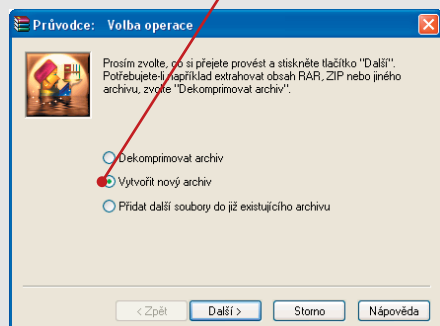 Průvodce: Volba operace
Prosím zvolte, co si přejete provést a stiskněte tlačítko "Další".
Potřebujete-li například extrahovat obsah RAR, ZIP nebo jiného
archivu, zvolte "Dekomprimovat archiv".
Dekomprimovat archiv
Vytvořit nový archiv
Přidat další soubory do již existujícího archivu
< Zpět
Další >
Storno
Nápověda